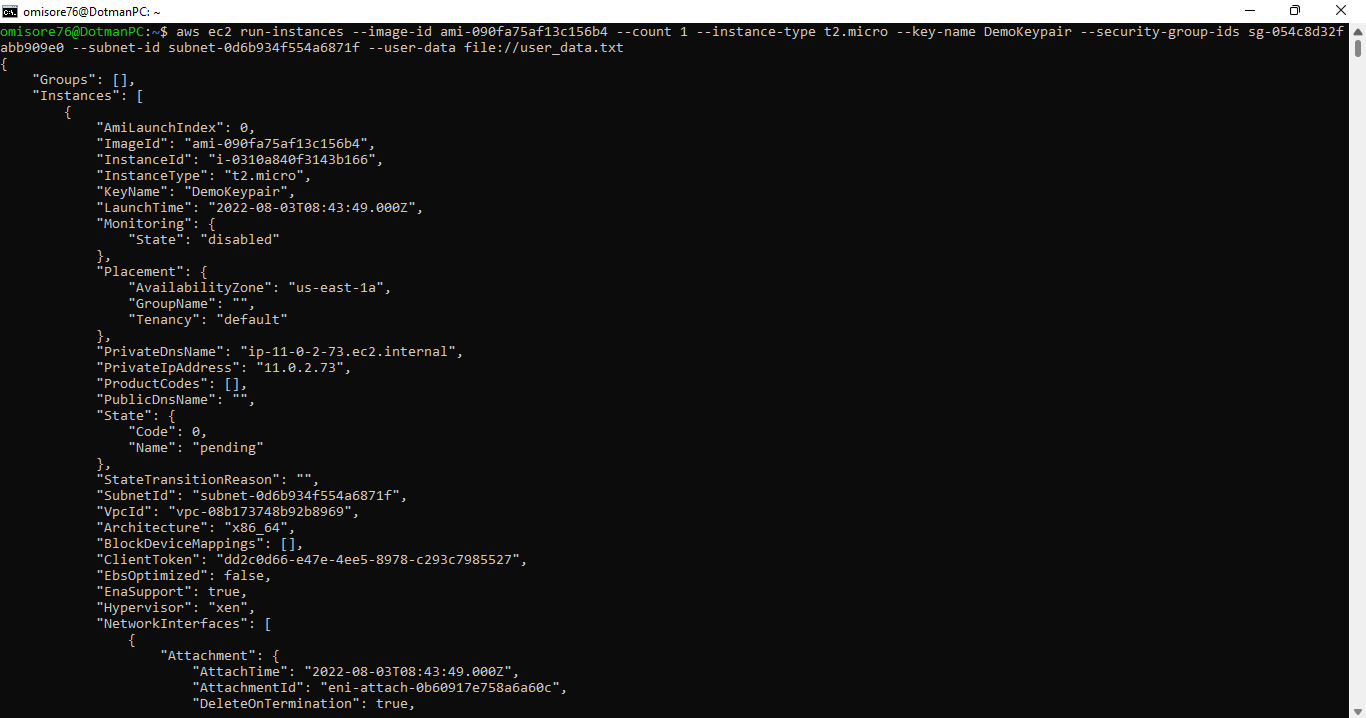 omisore76@DotmanPC: ~
omisore76@DotmanPC:~$ aws ec2 run-instances --image-id ami-090fa75af13c156b4 --count 1 --instance-type t2.micro --key-name DemoKeypair --security-group-ids sg-054c8d32f
abb909e0 --subnet-id subnet-0d6b934f554a6871f --user-data file://user_data.txt
{
    "Groups": [],
    "Instances": [
        {
            "AmiLaunchIndex": 0,
            "ImageId": "ami-090fa75af13c156b4",
            "InstanceId": "i-0310a840f3143b166",
            "InstanceType": "t2.micro",
            "KeyName": "DemoKeypair",
            "LaunchTime": "2022-08-03T08:43:49.000Z",
            "Monitoring": {
                "State": "disabled"
            },
            "Placement": {
                "AvailabilityZone": "us-east-1a",
                "GroupName": "",
                "Tenancy": "default"
            },
            "PrivateDnsName": "ip-11-0-2-73.ec2.internal",
            "PrivateIpAddress": "11.0.2.73",
            "ProductCodes": [],
            "PublicDnsName": "",
            "State": {
                "Code": 0,
                "Name": "pending"
            },
            "StateTransitionReason": "",
            "SubnetId": "subnet-0d6b934f554a6871f",
            "VpcId": "vpc-08b173748b92b8969",
            "Architecture": "x86_64",
            "BlockDeviceMappings": [],
            "ClientToken": "dd2c0d66-e47e-4ee5-8978-c293c7985527",
            "EbsOptimized": false,
            "EnaSupport": true,
            "Hypervisor": "xen",
            "NetworkInterfaces": [
                {
                    "Attachment": {
                        "AttachTime": "2022-08-03T08:43:49.000Z",
                        "AttachmentId": "eni-attach-0b60917e758a6a60c",
                        "DeleteOnTermination": true,